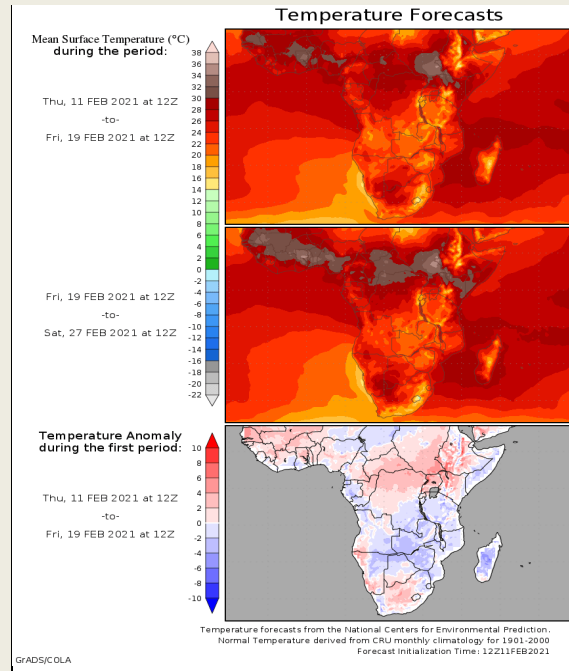 Temperature Forecasts
Mean Surface Temperature (°C)
during the period:
Thu, 11 FEB 2021 at 12Z
-to-
Fri, 19 FEB 2021 at 12Z
38
36
34
32
30
28
26
24
22
20
18
16
14
12
10
8
6
4
2
0
-2
-4
-6
-8
-10
-12
-14
-16
-18
-20
-22
Fri, 19 FEB 2021 at 12Z
-to-
Sat, 27 FEB 2021 at 12Z
Temperature Anomaly
during the first period:
Thu, 11 FEB 2021 at 12Z
-to-
Fri, 19 FEB 2021 at 12Z
10
8
6
4
2
0
-2
-4
-6
-8
-10
Temperature forecasts from the National Centers for Environmental Prediction.
Normal Temperature derived from CRU monthly climatology for 1901-2000
Forecast Initialization Time: 12Z11FEB2021
GrADS/COLA